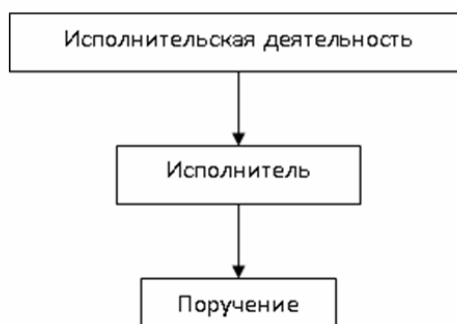 Исполнительская деятельность
Исполнитель
Поручение